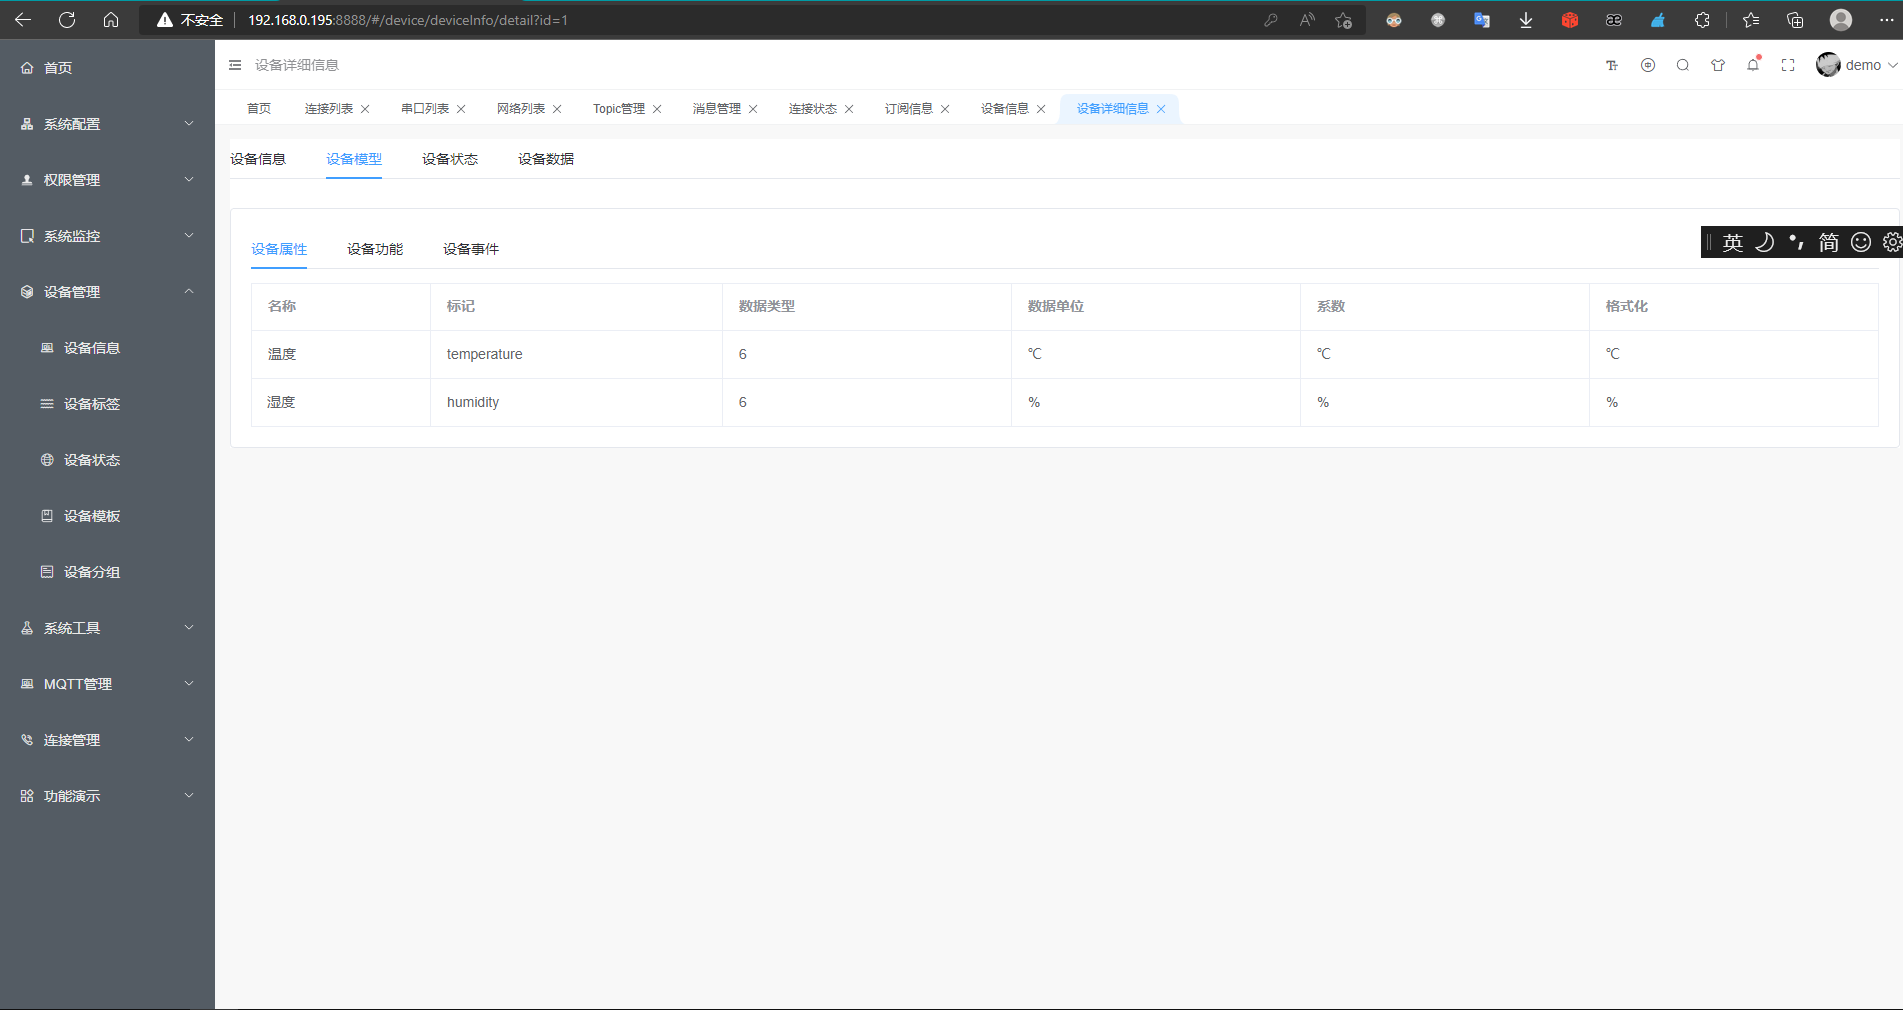 不安全 192.168.0.195:8888/#/device/deviceInfo/detail?id=1
首页
系统配置
权限管理
系统监控
设备管理
设备信息
设备标签
设备状态
设备模板
设备分组
系统工具
MQTT管理
连接管理
功能演示
设备详细信息
demo
首页 连接列表 串口列表 网络列表 Topic管理 消息管理 连接状态 订阅信息 设备信息 设备详细信息
设备信息 设备模型 设备状态 设备数据
设备属性 设备功能 设备事件
英 简
名称 标记 数据类型 数据单位 系数 格式化
温度 temperature 6 ℃ ℃ ℃
湿度 humidity 6 % % %